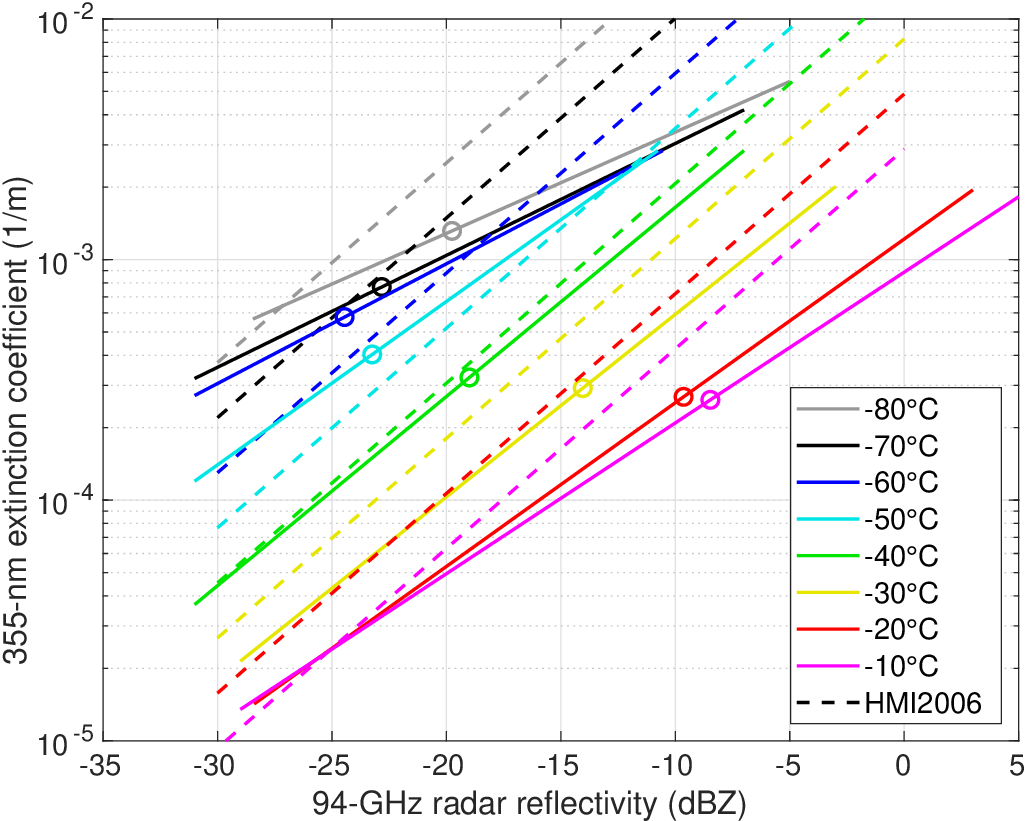 10-2
10-3
10-4
10-5
355-nm extinction coefficient (1/m)
-35 -30 -25 -20 -15 -10 -5 0 5
94-GHz radar reflectivity (dBZ)
-80°C
-70°C
-60°C
-50°C
-40°C
-30°C
-20°C
-10°C
HMI2006